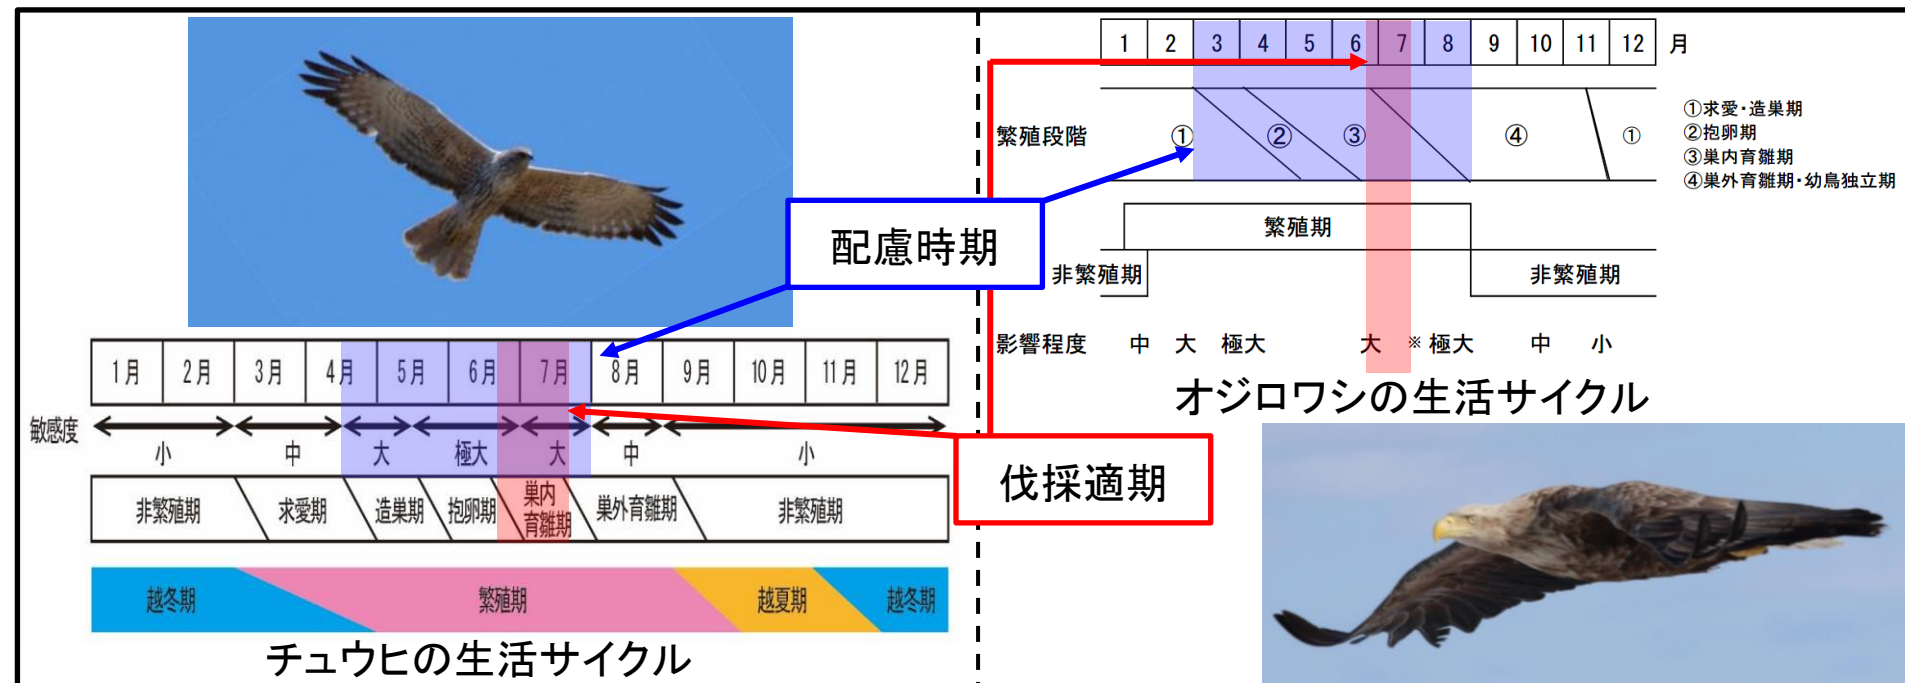 1月 2月 3月 4月 5月 6月 7月 8月 9月 10月 11月 12月
敏感度
小 中 大 極大 大 中 小
非繁殖期 求愛期 造巣期 抱卵期 巣内育雛期 巣外育雛期 非繁殖期
越冬期 繁殖期 越夏期 越冬期
チュウヒの生活サイクル
配慮時期
伐採適期
1 2 3 4 5 6 7 8 9 10 11 12 月
繁殖段階 ① ② ③ ④ ①
①求愛・造巣期
②抱卵期
③巣内育雛期
④巣外育雛期・幼鳥独立期
繁殖期
非繁殖期 非繁殖期
影響程度 中 大 極大 大 ※極大 中 小
オジロワシの生活サイクル